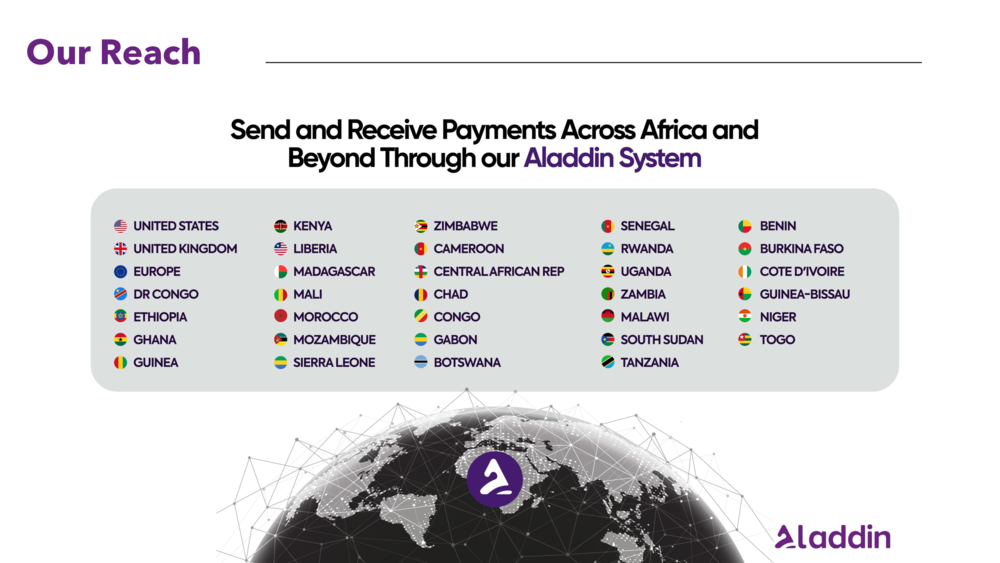 Our Reach
Send and Receive Payments Across Africa and
Beyond Through our Aladdin System
UNITED STATES
UNITED KINGDOM
EUROPE
DR CONGO
ETHIOPIA
GHANA
GUINEA
KENYA
LIBERIA
MADAGASCAR
MALI
MOROCCO
MOZAMBIQUE
SIERRA LEONE
ZIMBABWE
CAMEROON
CENTRAL AFRICAN REP
CHAD
CONGO
GABON
BOTSWANA
SENEGAL
RWANDA
UGANDA
ZAMBIA
MALAWI
SOUTH SUDAN
TANZANIA
BENIN
BURKINA FASO
COTE D'IVOIRE
GUINEA-BISSAU
NIGER
TOGO
Aladdin